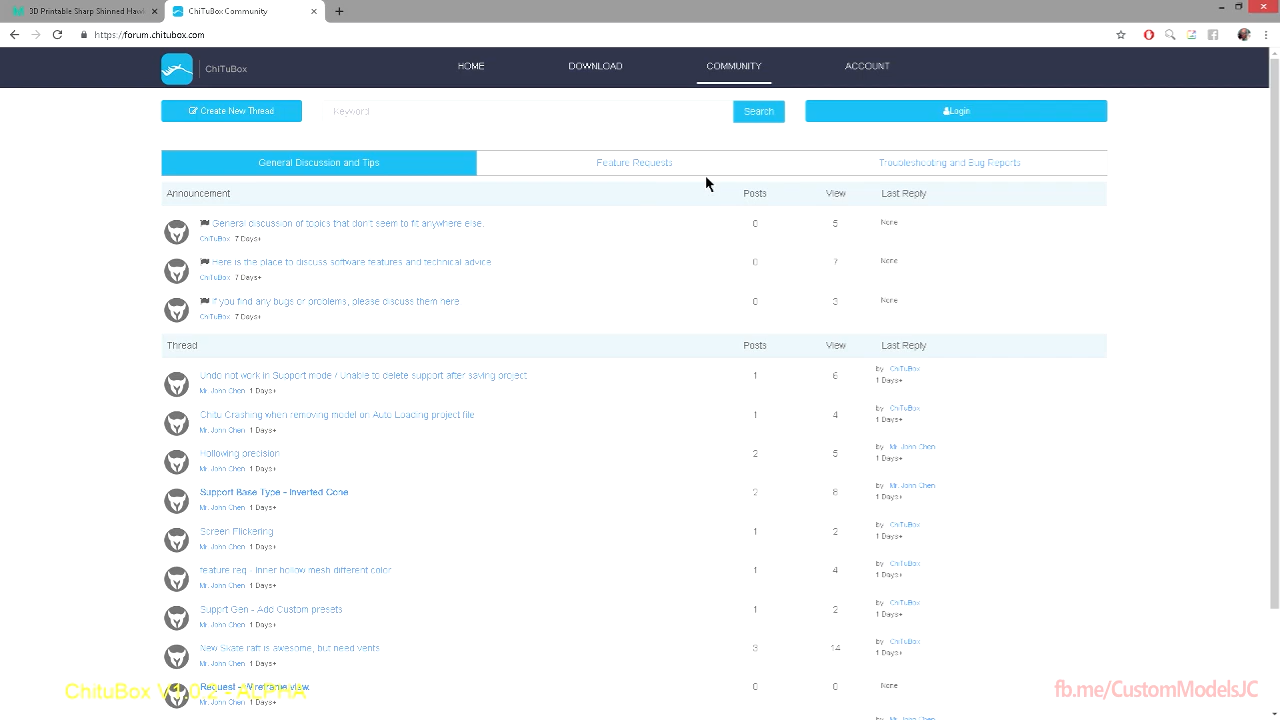 3D Printable Sharp Shinned Hawk
ChiTuBox Community
https://forum.chitubox.com
ChiTuBox
HOME
DOWNLOAD
COMMUNITY
ACCOUNT
Create New Thread
Keyword
Search
Login
General Discussion and Tips
Feature Requests
Troubleshooting and Bug Reports
Announcement Posts View Last Reply
General discussion of topics that don't seem to fit anywhere else. 0 5 None
ChiTuBox 7 Days+
Here is the place to discuss software features and technical advice 0 7 None
ChiTuBox 7 Days+
If you find any bugs or problems, please discuss them here 0 3 None
ChiTuBox 7 Days+
Thread Posts View Last Reply
Undo not work in Support mode / Unable to delete support after saving project 1 6 by ChiTuBox
Mr. John Chen 1 Days+ 1 Days+
Chitu Crashing when removing model on Auto Loading project file 1 4 by ChiTuBox
Mr. John Chen 1 Days+ 1 Days+
Hollowing precision 2 5 by Mr. John Chen
Mr. John Chen 1 Days+ 1 Days+
Support Base Type - Inverted Cone 2 8 by Mr. John Chen
Mr. John Chen 1 Days+ 1 Days+
Screen Flickering 1 2 by ChiTuBox
Mr. John Chen 1 Days+ 1 Days+
feature req - Inner hollow mesh different color 1 4 by ChiTuBox
Mr. John Chen 1 Days+ 1 Days+
Supprt Gen - Add Custom presets 1 2 by ChiTuBox
Mr. John Chen 1 Days+ 1 Days+
New Skate raft is awesome, but need vents 3 14 by ChiTuBox
Mr. John Chen 1 Days+ 1 Days+
Request - Wireframe view 0 0 None
Mr. John Chen 1 Days+
by Mr. John Chen
ChituBox V1.0.2 - ALPHA
fb.me/CustomModelsJC